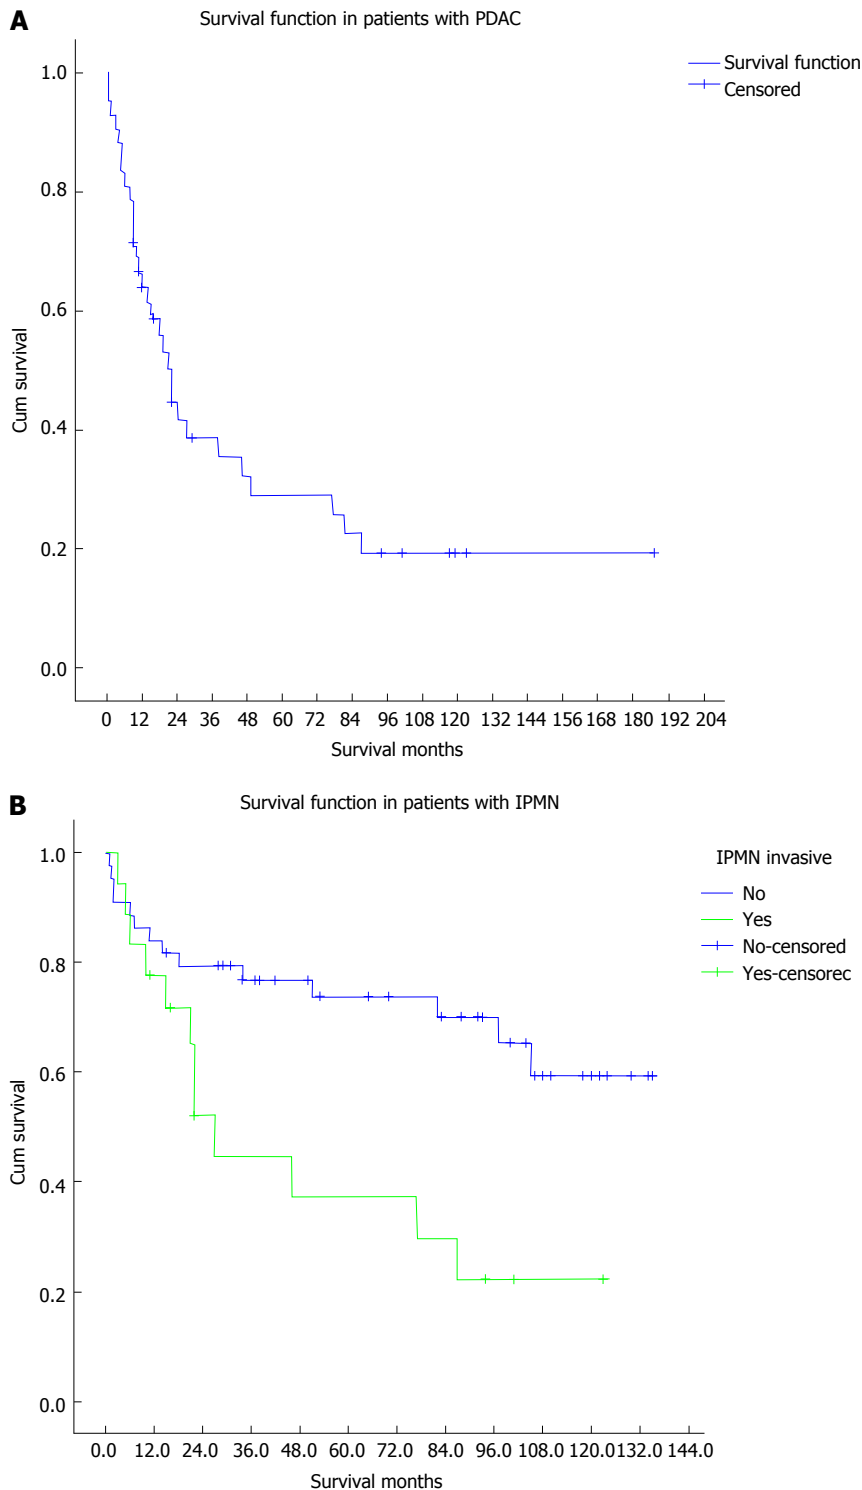 A
Survival function in patients with PDAC
Survival function
Censored
1.0
0.8
0.6
0.4
0.2
0.0
Cum survival
0 12 24 36 48 60 72 84 96 108 120 132 144 156 168 180 192 204
Survival months
B
Survival function in patients with IPMN
IPMN invasive
No
Yes
No-censored
Yes-censorec
1.0
0.8
0.6
0.4
0.2
0.0
Cum survival
0.0 12.0 24.0 36.0 48.0 60.0 72.0 84.0 96.0 108.0 120.0 132.0 144.0
Survival months